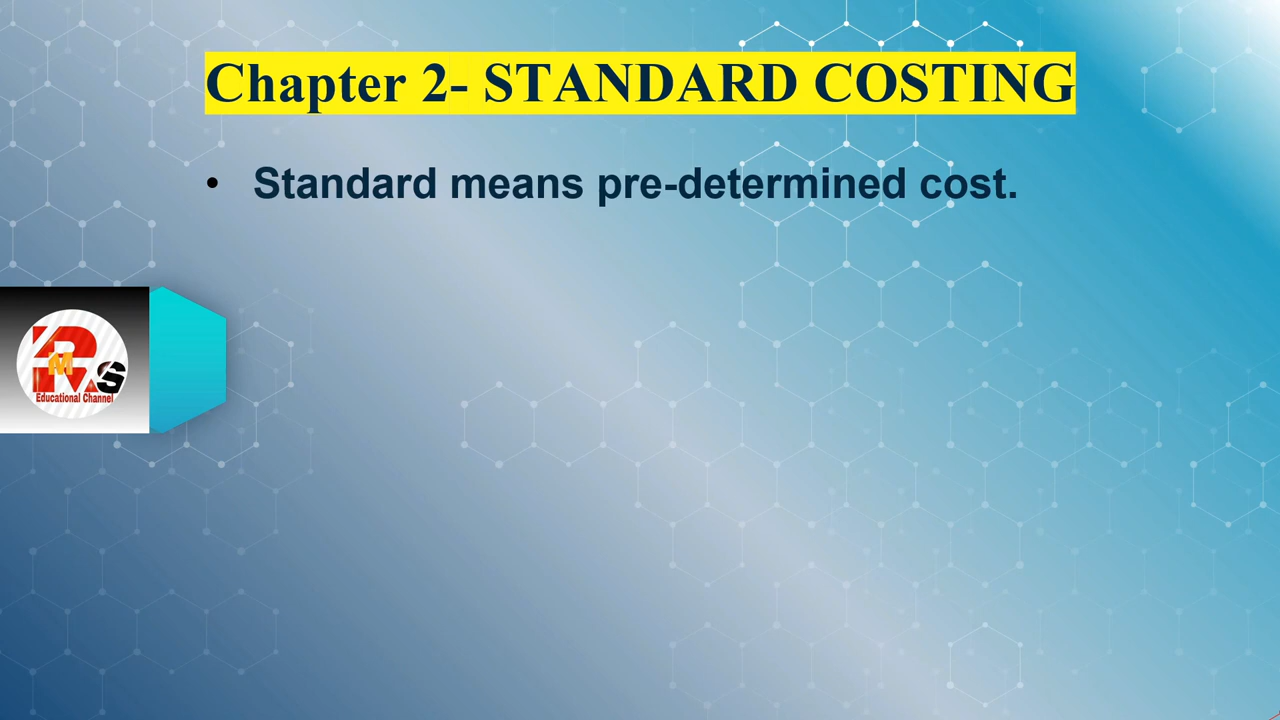 Chapter 2- STANDARD COSTING
• Standard means pre-determined cost.
M
S
Educational Channel